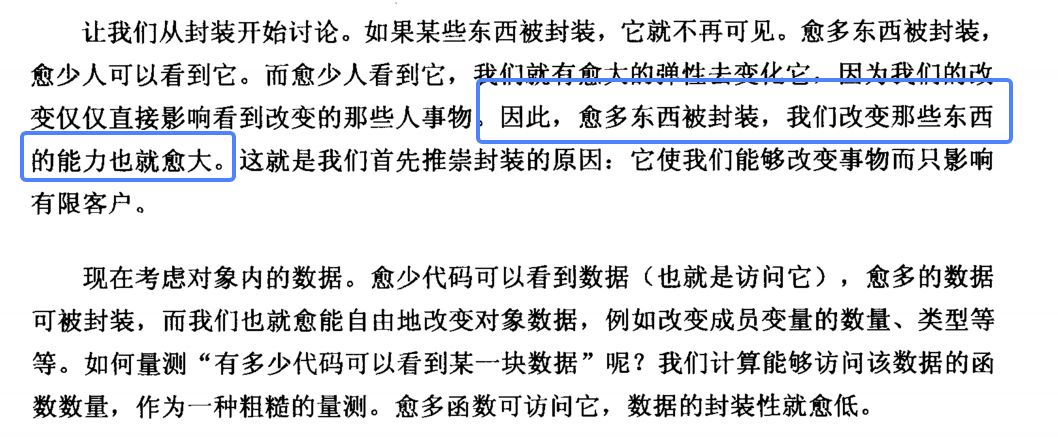 让我们从封装开始讨论。如果某些东西被封装，它就不再可见。愈多东西被封装，
愈少人可以看到它。而愈少人看到它，我们就有愈大的弹性去变化它，因为我们的改
变仅仅直接影响看到改变的那些人事物。因此，愈多东西被封装，我们改变那些东西
的能力也就愈大。这就是我们首先推崇封装的原因：它使我们能够改变事物而只影响
有限客户。
现在考虑对象内的数据。愈少代码可以看到数据（也就是访问它），愈多的数据
可被封装，而我们也就愈能自由地改变对象数据，例如改变成员变量的数量、类型等
等。如何量测“有多少代码可以看到某一块数据”呢？我们计算能够访问该数据的函
数数量，作为一种粗糙的量测。愈多函数可访问它，数据的封装性就愈低。